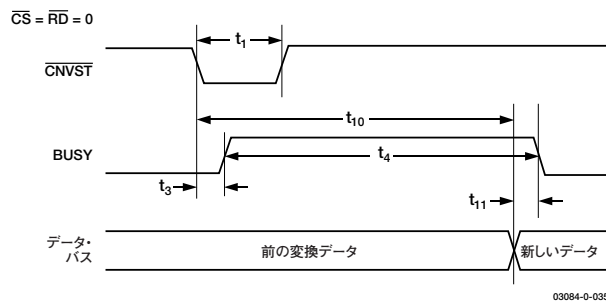 CS = RD = 0
t1
CNVST
t10
BUSY
t4
t3
t11
データ・
バス
前の変換データ
新しいデータ
03084-0-035